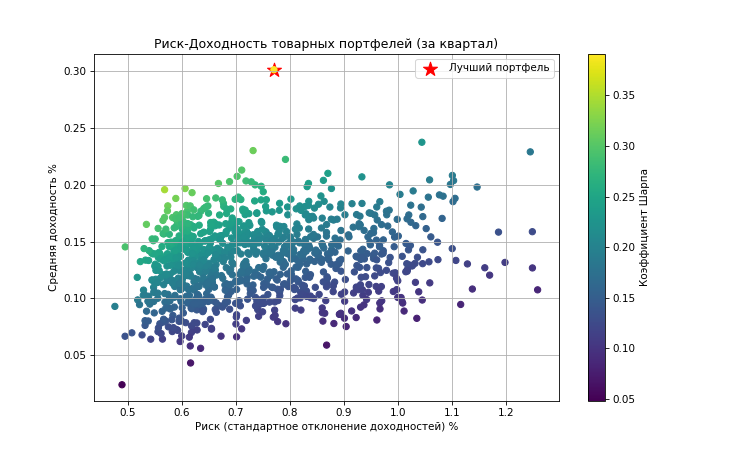 Риск-Доходность товарных портфелей (за квартал)
Лучший портфель
Средняя доходность %
0.30
0.25
0.20
0.15
0.10
0.05
0.5 0.6 0.7 0.8 0.9 1.0 1.1 1.2
Риск (стандартное отклонение доходностей) %
0.35
0.30
0.25
0.20
0.15
0.10
0.05
Коэффициент Шарпа